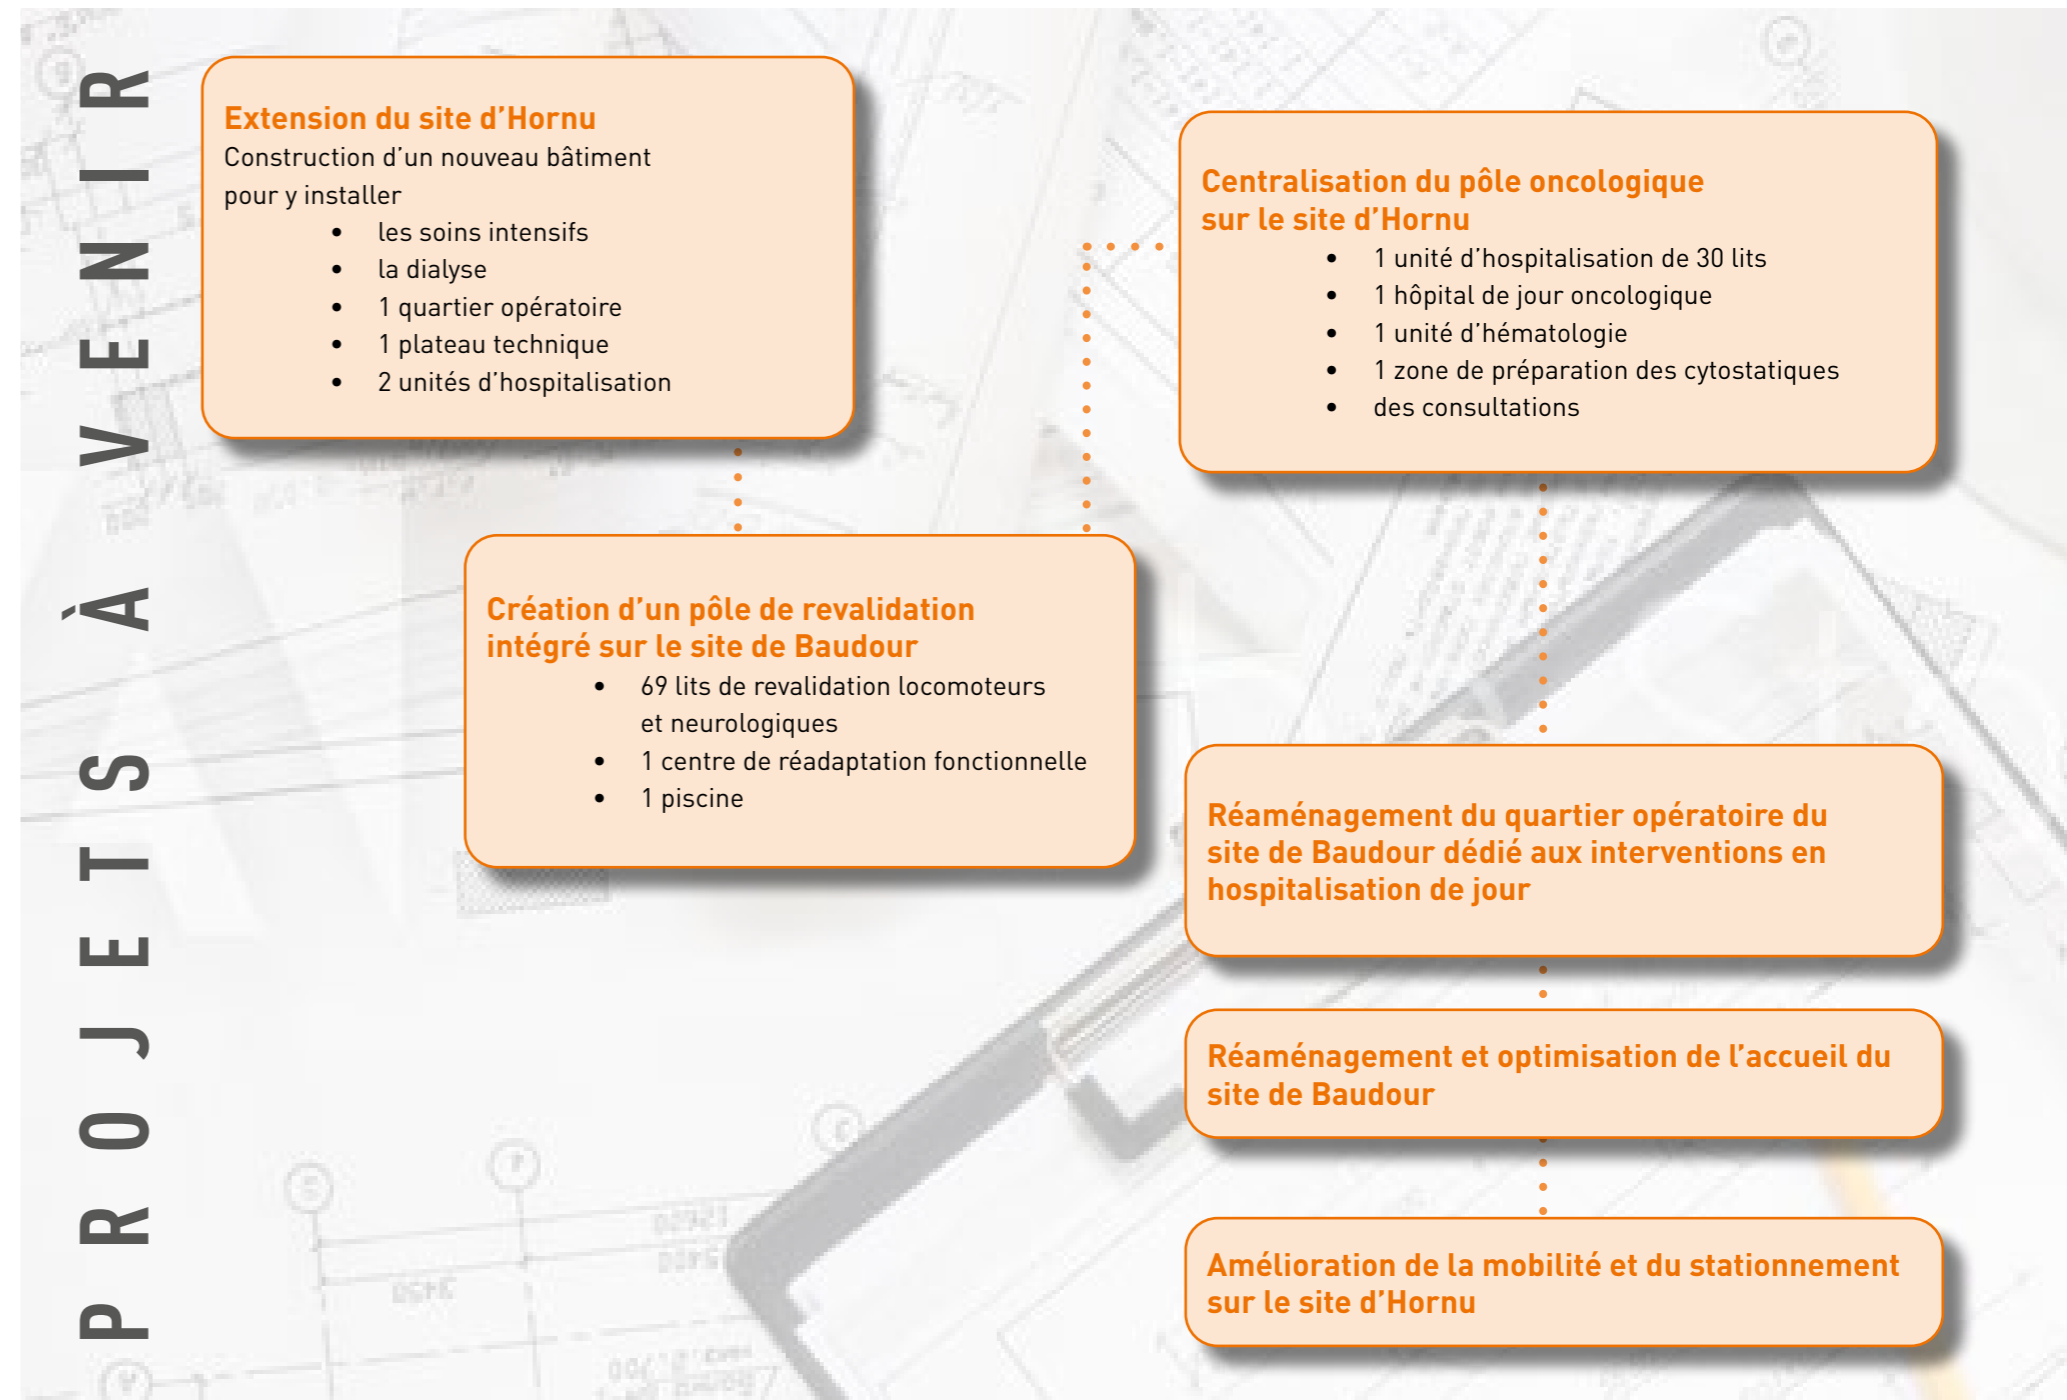 PROJETS À VENIR
Extension du site d’Hornu
Construction d’un nouveau bâtiment
pour y installer
• les soins intensifs
• la dialyse
• 1 quartier opératoire
• 1 plateau technique
• 2 unités d’hospitalisation
Création d’un pôle de revalidation
intégré sur le site de Baudour
• 69 lits de revalidation locomoteurs
et neurologiques
• 1 centre de réadaptation fonctionnelle
• 1 piscine
Centralisation du pôle oncologique
sur le site d’Hornu
• 1 unité d’hospitalisation de 30 lits
• 1 hôpital de jour oncologique
• 1 unité d’hématologie
• 1 zone de préparation des cytostatiques
• des consultations
Réaménagement du quartier opératoire du
site de Baudour dédié aux interventions en
hospitalisation de jour
Réaménagement et optimisation de l’accueil du
site de Baudour
Amélioration de la mobilité et du stationnement
sur le site d’Hornu